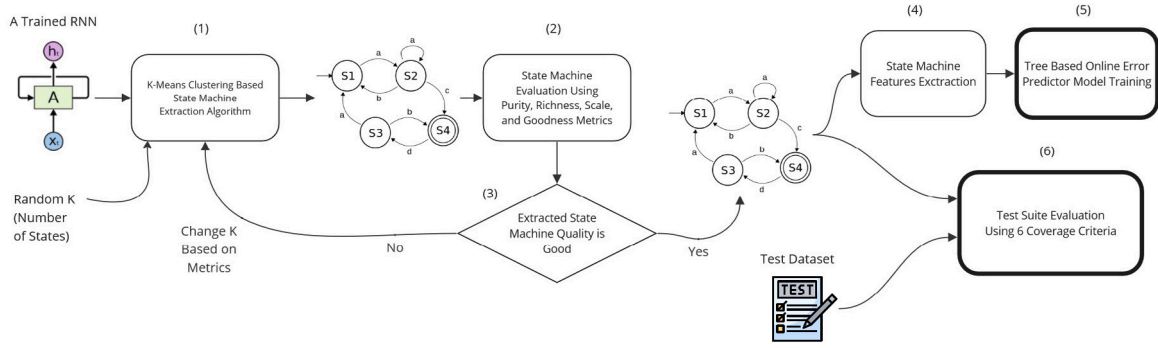 A Trained RNN
hₜ
A
xₜ
(1)
K-Means Clustering Based
State Machine
Extraction Algorithm
Random K
(Number
of States)
Change K
Based on
Metrics
a
a
S1
S2
b
c
a
b
S3
S4
d
(2)
State Machine
Evaluation Using
Purity, Richness, Scale,
and Goodness Metrics
(3)
Extracted State
Machine Quality is
Good
No
Yes
a
a
S1
S2
b
c
a
b
S3
S4
d
Test Dataset
TEST
(4)
State Machine
Features Exctraction
(5)
Tree Based Online Error
Predictor Model Training
(6)
Test Suite Evaluation
Using 6 Coverage Criteria